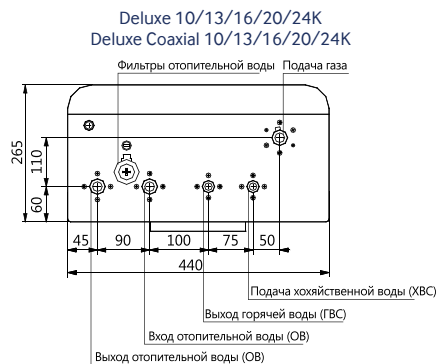 Deluxe 10/13/16/20/24K
Deluxe Coaxial 10/13/16/20/24K
Фильтры отопительной воды Подача газа
265
110
60
45 90 100 75 50
440
Подача хохяйственной воды (ХВС)
Выход горячей воды (ГВС)
Вход отопительной воды (ОВ)
Выход отопительной воды (ОВ)